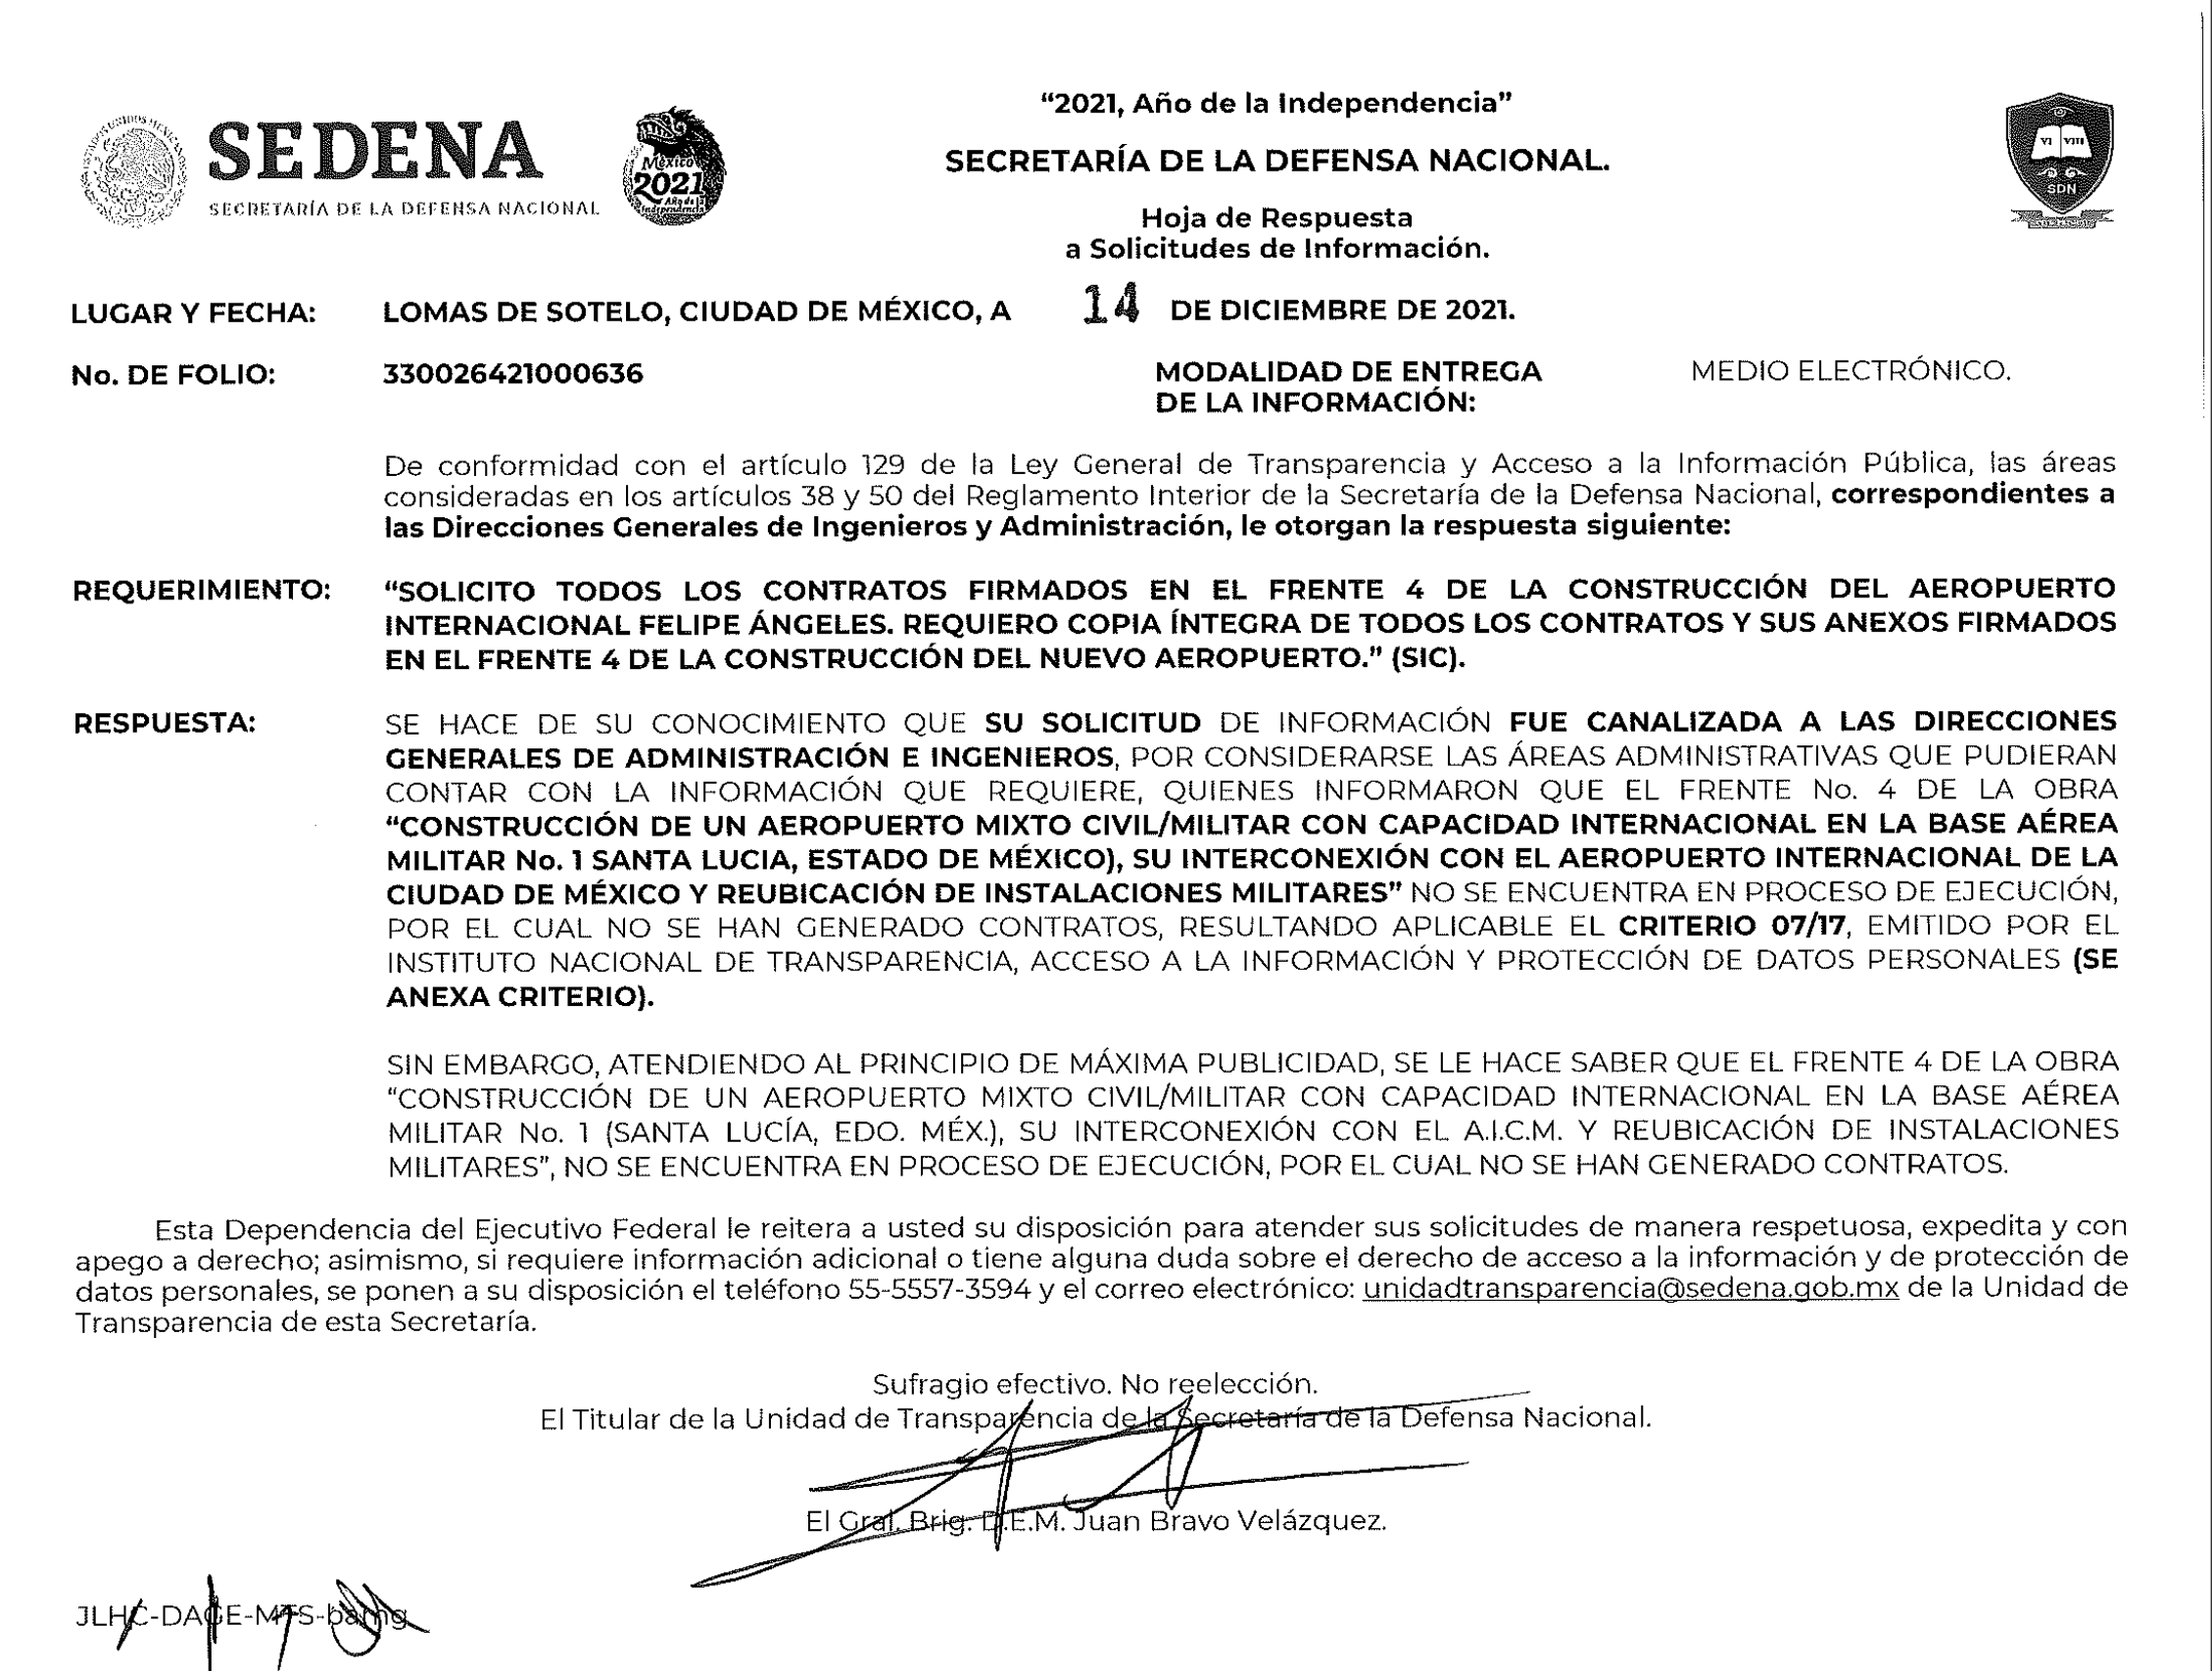 "2021, Año de la Independencia"
SEDENA
SECRETARÍA DE LA DEFENSA NACIONAL
México
2021
Año de la
Independencia
SECRETARÍA DE LA DEFENSA NACIONAL.
VI VIII
SDN
Hoja de Respuesta
a Solicitudes de Información.
LUGAR Y FECHA: LOMAS DE SOTELO, CIUDAD DE MÉXICO, A 14 DE DICIEMBRE DE 2021.
No. DE FOLIO: 330026421000636 MODALIDAD DE ENTREGA MEDIO ELECTRÓNICO.
DE LA INFORMACIÓN:
De conformidad con el artículo 129 de la Ley General de Transparencia y Acceso a la Información Pública, las áreas
consideradas en los artículos 38 y 50 del Reglamento Interior de la Secretaría de la Defensa Nacional, correspondientes a
las Direcciones Generales de Ingenieros y Administración, le otorgan la respuesta siguiente:
REQUERIMIENTO: "SOLICITO TODOS LOS CONTRATOS FIRMADOS EN EL FRENTE 4 DE LA CONSTRUCCIÓN DEL AEROPUERTO
INTERNACIONAL FELIPE ÁNGELES. REQUIERO COPIA ÍNTEGRA DE TODOS LOS CONTRATOS Y SUS ANEXOS FIRMADOS
EN EL FRENTE 4 DE LA CONSTRUCCIÓN DEL NUEVO AEROPUERTO." (SIC).
RESPUESTA: SE HACE DE SU CONOCIMIENTO QUE SU SOLICITUD DE INFORMACIÓN FUE CANALIZADA A LAS DIRECCIONES
GENERALES DE ADMINISTRACIÓN E INGENIEROS, POR CONSIDERARSE LAS ÁREAS ADMINISTRATIVAS QUE PUDIERAN
CONTAR CON LA INFORMACIÓN QUE REQUIERE, QUIENES INFORMARON QUE EL FRENTE No. 4 DE LA OBRA
"CONSTRUCCIÓN DE UN AEROPUERTO MIXTO CIVIL/MILITAR CON CAPACIDAD INTERNACIONAL EN LA BASE AÉREA
MILITAR No. 1 SANTA LUCIA, ESTADO DE MÉXICO), SU INTERCONEXIÓN CON EL AEROPUERTO INTERNACIONAL DE LA
CIUDAD DE MÉXICO Y REUBICACIÓN DE INSTALACIONES MILITARES" NO SE ENCUENTRA EN PROCESO DE EJECUCIÓN,
POR EL CUAL NO SE HAN GENERADO CONTRATOS, RESULTANDO APLICABLE EL CRITERIO 07/17, EMITIDO POR EL
INSTITUTO NACIONAL DE TRANSPARENCIA, ACCESO A LA INFORMACIÓN Y PROTECCIÓN DE DATOS PERSONALES (SE
ANEXA CRITERIO).
SIN EMBARGO, ATENDIENDO AL PRINCIPIO DE MÁXIMA PUBLICIDAD, SE LE HACE SABER QUE EL FRENTE 4 DE LA OBRA
"CONSTRUCCIÓN DE UN AEROPUERTO MIXTO CIVIL/MILITAR CON CAPACIDAD INTERNACIONAL EN LA BASE AÉREA
MILITAR No. 1 (SANTA LUCÍA, EDO. MÉX.), SU INTERCONEXIÓN CON EL A.I.C.M. Y REUBICACIÓN DE INSTALACIONES
MILITARES", NO SE ENCUENTRA EN PROCESO DE EJECUCIÓN, POR EL CUAL NO SE HAN GENERADO CONTRATOS.
Esta Dependencia del Ejecutivo Federal le reitera a usted su disposición para atender sus solicitudes de manera respetuosa, expedita y con
apego a derecho; asimismo, si requiere información adicional o tiene alguna duda sobre el derecho de acceso a la información y de protección de
datos personales, se ponen a su disposición el teléfono 55-5557-3594 y el correo electrónico: unidadtransparencia@sedena.gob.mx de la Unidad de
Transparencia de esta Secretaría.
Sufragio efectivo. No reelección.
El Titular de la Unidad de Transparencia de la Secretaría de la Defensa Nacional.
El Gral. Brig. D.E.M. Juan Bravo Velázquez.
JLHC-DAGE-MTS-bamg